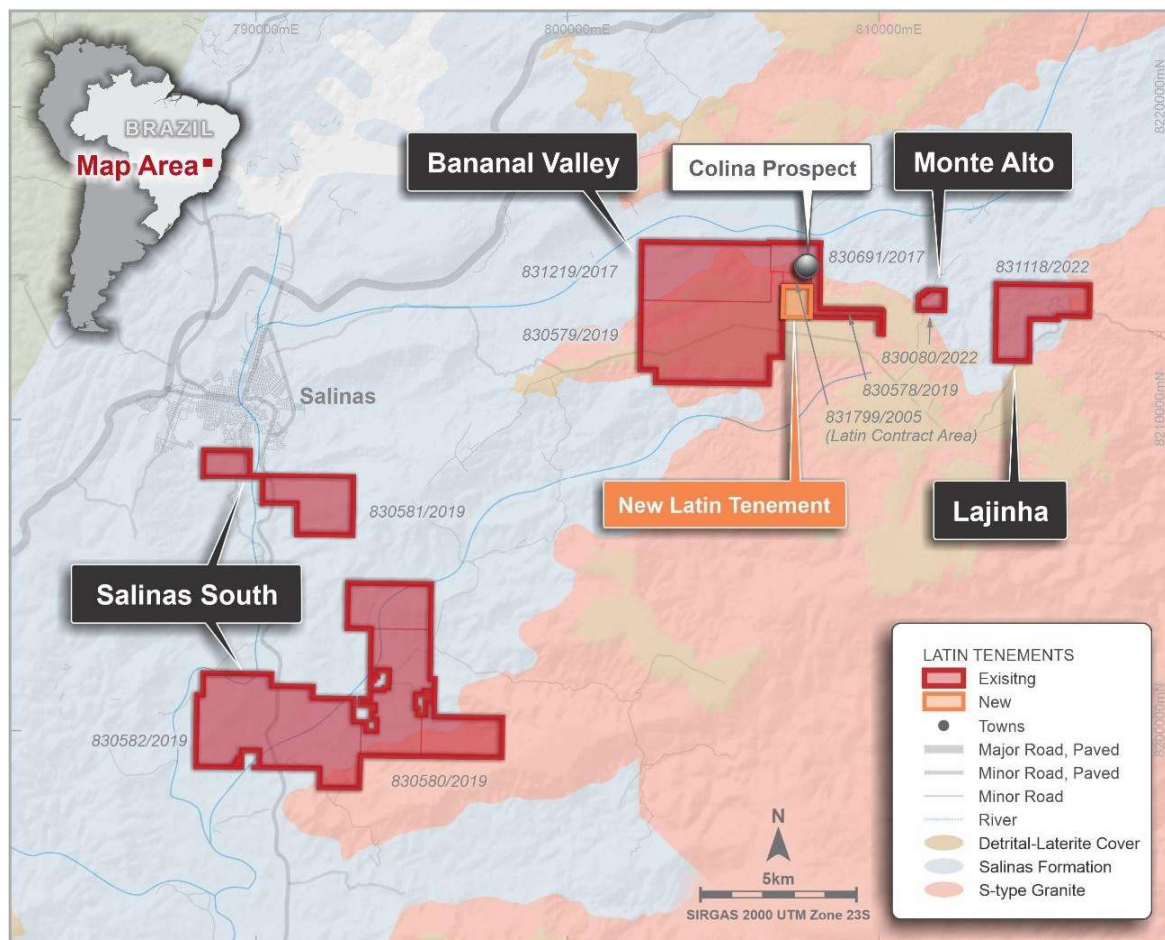 790000mE
800000mE
810000mE
8220000mN
BRAZIL
Map Area
Bananal Valley
Colina Prospect
Monte Alto
831219/2017
830691/2017
831118/2022
830579/2019
830080/2022
830578/2019
831799/2005
(Latin Contract Area)
8210000mN
Salinas
New Latin Tenement
Lajinha
830581/2019
Salinas South
830582/2019
830580/2019
8200000mN
LATIN TENEMENTS
Exisitng
New
Towns
Major Road, Paved
Minor Road, Paved
Minor Road
River
Detrital-Laterite Cover
Salinas Formation
S-type Granite
N
5km
SIRGAS 2000 UTM Zone 23S